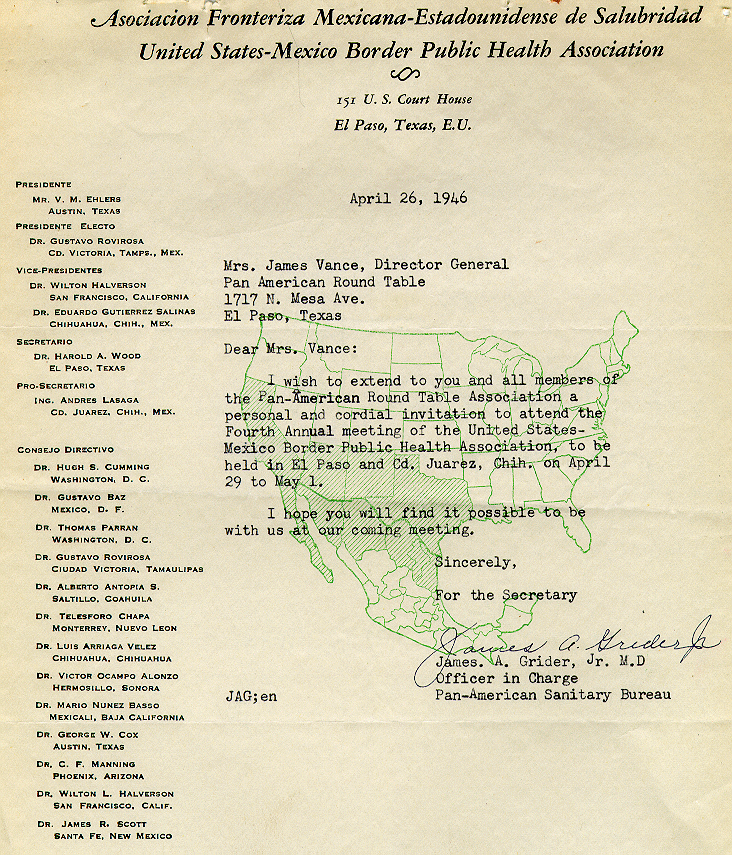 Asociacion Fronteriza Mexicana-Estadounidense de Salubridad
United States-Mexico Border Public Health Association
151 U. S. Court House
El Paso, Texas, E.U.
PRESIDENTE
MR. V. M. EHLERS
AUSTIN, TEXAS
PRESIDENTE ELECTO
DR. GUSTAVO ROVIROSA
CD. VICTORIA, TAMPS., MEX.
VICE-PRESIDENTES
DR. WILTON HALVERSON
SAN FRANCISCO, CALIFORNIA
DR. EDUARDO GUTIERREZ SALINAS
CHIHUAHUA, CHIH., MEX.
SECRETARIO
DR. HAROLD A. WOOD
EL PASO, TEXAS
PRO-SECRETARIO
ING. ANDRES LASAGA
CD. JUAREZ, CHIH., MEX.
CONSEJO DIRECTIVO
DR. HUGH S. CUMMING
WASHINGTON, D. C.
DR. GUSTAVO BAZ
MEXICO, D. F.
DR. THOMAS PARRAN
WASHINGTON, D. C.
DR. GUSTAVO ROVIROSA
CIUDAD VICTORIA, TAMAULIPAS
DR. ALBERTO ANTOPIA S.
SALTILLO, COAHUILA
DR. TELESFORO CHAPA
MONTERREY, NUEVO LEON
DR. LUIS ARRIAGA VELEZ
CHIHUAHUA, CHIHUAHUA
DR. VICTOR OCAMPO ALONZO
HERMOSILLO, SONORA
DR. MARIO NUNEZ BASSO
MEXICALI, BAJA CALIFORNIA
DR. GEORGE W. COX
AUSTIN, TEXAS
DR. C. F. MANNING
PHOENIX, ARIZONA
DR. WILTON L. HALVERSON
SAN FRANCISCO, CALIF.
DR. JAMES R. SCOTT
SANTA FE, NEW MEXICO
April 26, 1946
Mrs. James Vance, Director General
Pan American Round Table
1717 N. Mesa Ave.
El Paso, Texas
Dear Mrs. Vance:
I wish to extend to you and all members of
the Pan-American Round Table Association a
personal and cordial invitation to attend the
Fourth Annual meeting of the United States-
Mexico Border Public Health Association, to be
held in El Paso and Cd. Juarez, Chih. on April
29 to May 1.
I hope you will find it possible to be
with us at our coming meeting.
Sincerely,
For the Secretary
James A. Grider Jr
James. A. Grider, Jr. M.D
Officer in Charge
Pan-American Sanitary Bureau
JAG;en